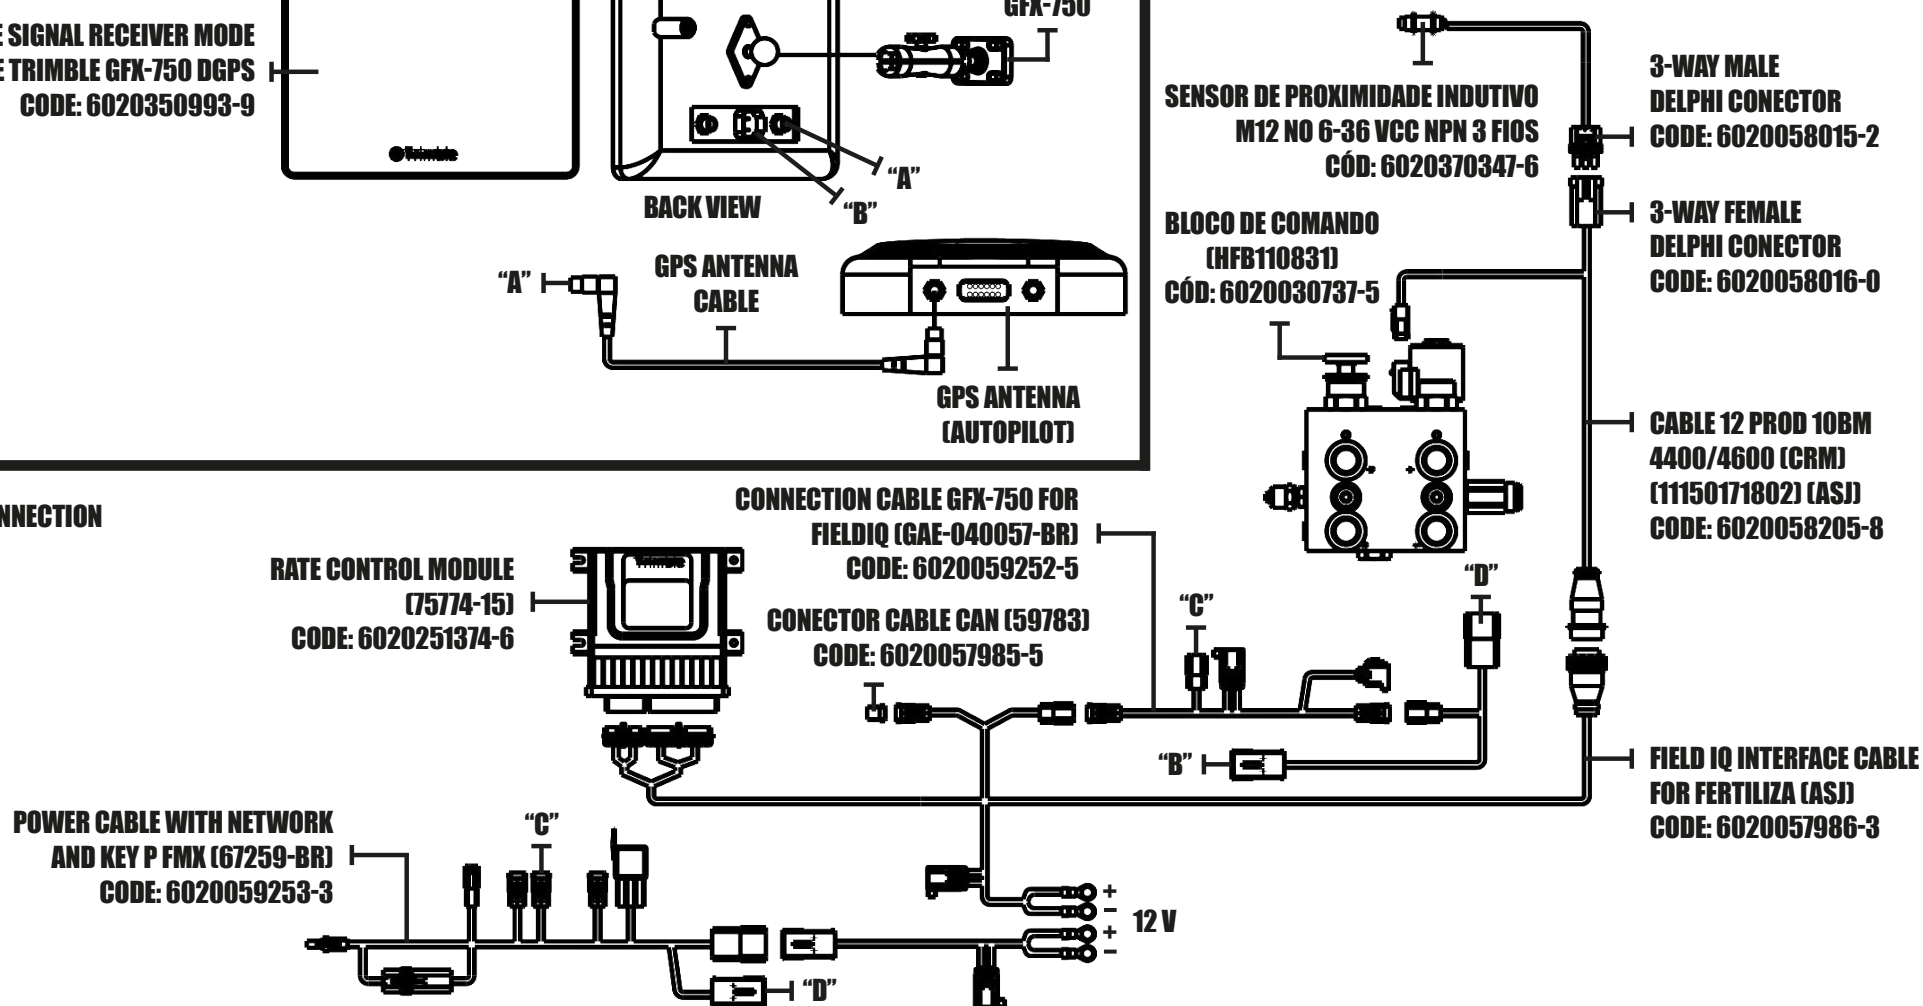 E SIGNAL RECEIVER MODE
E TRIMBLE GFX-750 DGPS
CODE: 6020350993-9
Trimble
GFX-750
"A"
"B"
BACK VIEW
"A"
GPS ANTENNA
CABLE
GPS ANTENNA
(AUTOPILOT)
SENSOR DE PROXIMIDADE INDUTIVO
M12 NO 6-36 VCC NPN 3 FIOS
CÓD: 6020370347-6
3-WAY MALE
DELPHI CONECTOR
CODE: 6020058015-2
3-WAY FEMALE
DELPHI CONECTOR
CODE: 6020058016-0
BLOCO DE COMANDO
(HFB110831)
CÓD: 6020030737-5
CABLE 12 PROD 10BM
4400/4600 (CRM)
(11150171802) (ASJ)
CODE: 6020058205-8
NNECTION
RATE CONTROL MODULE
(75774-15)
CODE: 6020251374-6
Trimble
CONNECTION CABLE GFX-750 FOR
FIELDIQ (GAE-040057-BR)
CODE: 6020059252-5
CONECTOR CABLE CAN (59783)
CODE: 6020057985-5
"C"
"D"
"B"
FIELD IQ INTERFACE CABLE
FOR FERTILIZA (ASJ)
CODE: 6020057986-3
POWER CABLE WITH NETWORK
AND KEY P FMX (67259-BR)
CODE: 6020059253-3
"C"
"D"
+
–
12 V
+
–